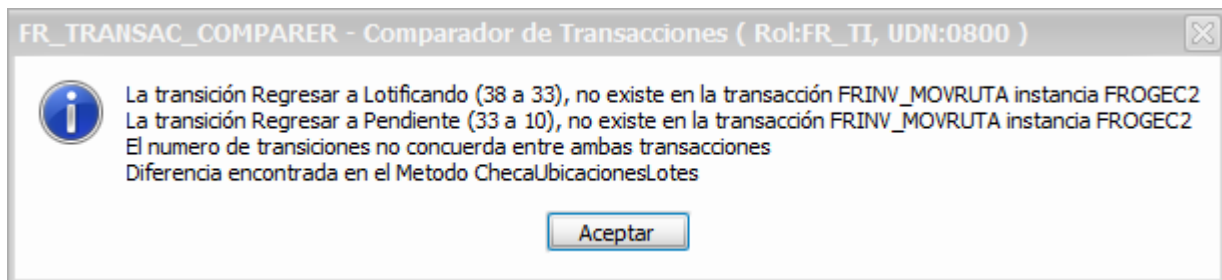 FR_TRANSAC_COMPARER - Comparador de Transacciones ( Rol:FR_TI, UDN:0800 )
La transición Regresar a Lotificando (38 a 33), no existe en la transacción FRINV_MOVRUTA instancia FROGEC2
La transición Regresar a Pendiente (33 a 10), no existe en la transacción FRINV_MOVRUTA instancia FROGEC2
El numero de transiciones no concuerda entre ambas transacciones
Diferencia encontrada en el Metodo ChecaUbicacionesLotes
Aceptar